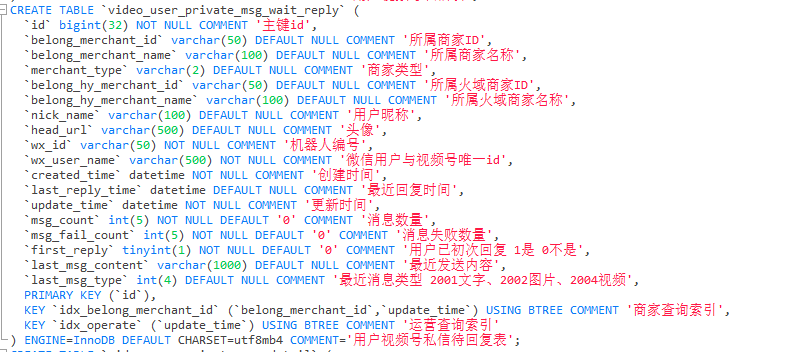 CREATE TABLE `video_user_private_msg_wait_reply` (
`id` bigint(32) NOT NULL COMMENT '主键id',
`belong_merchant_id` varchar(50) DEFAULT NULL COMMENT '所属商家ID',
`belong_merchant_name` varchar(100) DEFAULT NULL COMMENT '所属商家名称',
`merchant_type` varchar(2) DEFAULT NULL COMMENT '商家类型',
`belong_hy_merchant_id` varchar(50) DEFAULT NULL COMMENT '所属火域商家ID',
`belong_hy_merchant_name` varchar(100) DEFAULT NULL COMMENT '所属火域商家名称',
`nick_name` varchar(100) DEFAULT NULL COMMENT '用户昵称',
`head_url` varchar(500) DEFAULT NULL COMMENT '头像',
`wx_id` varchar(50) NOT NULL COMMENT '机器人编号',
`wx_user_name` varchar(500) NOT NULL COMMENT '微信用户与视频号唯一id',
`created_time` datetime NOT NULL COMMENT '创建时间',
`last_reply_time` datetime DEFAULT NULL COMMENT '最近回复时间',
`update_time` datetime NOT NULL COMMENT '更新时间',
`msg_count` int(5) NOT NULL DEFAULT '0' COMMENT '消息数量',
`msg_fail_count` int(5) NOT NULL DEFAULT '0' COMMENT '消息失败数量',
`first_reply` tinyint(1) NOT NULL DEFAULT '0' COMMENT '用户已初次回复 1是 0不是',
`last_msg_content` varchar(1000) DEFAULT NULL COMMENT '最近发送内容',
`last_msg_type` int(4) DEFAULT NULL COMMENT '最近消息类型 2001文字、2002图片、2004视频',
PRIMARY KEY (`id`),
KEY `idx_belong_merchant_id` (`belong_merchant_id`,`update_time`) USING BTREE COMMENT '商家查询索引',
KEY `idx_operate` (`update_time`) USING BTREE COMMENT '运营查询索引'
) ENGINE=InnoDB DEFAULT CHARSET=utf8mb4 COMMENT='用户视频号私信待回复表';